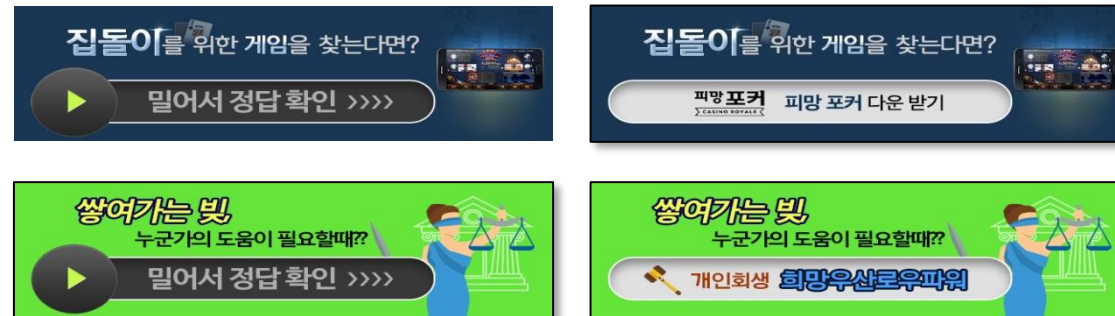 집돌이를 위한 게임을 찾는다면?
밀어서 정답 확인 >>>>
집돌이를 위한 게임을 찾는다면?
피망 포커 CASINO ROYALE 피망 포커 다운 받기
쌓여가는 빚,
누군가의 도움이 필요할때??
밀어서 정답 확인 >>>>
쌓여가는 빚,
누군가의 도움이 필요할때??
개인회생 희망우산로우파워